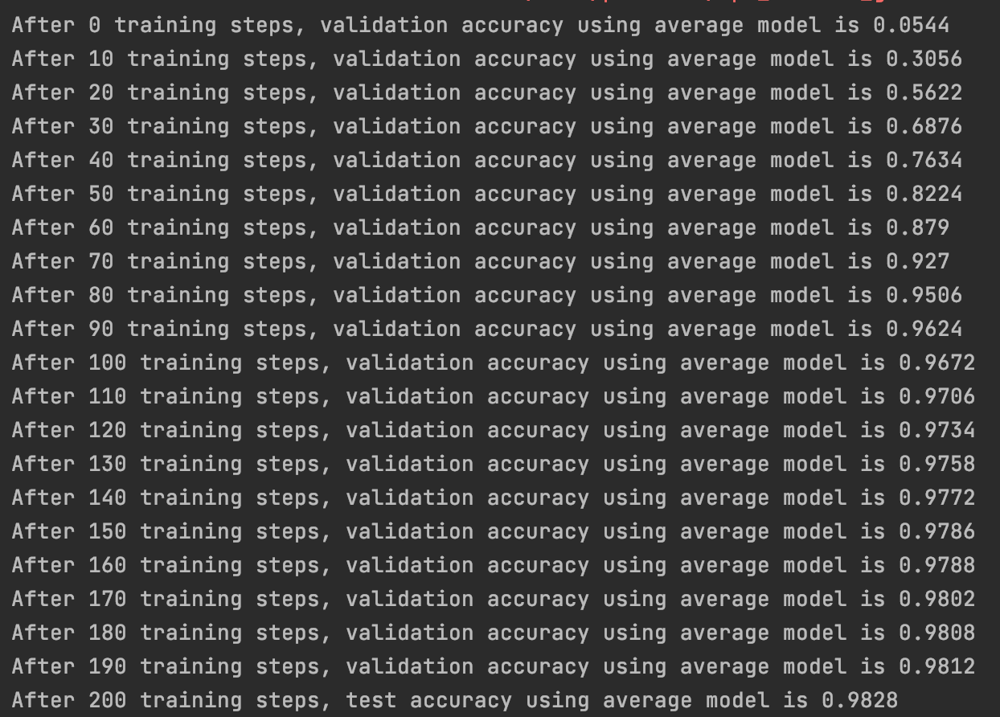 After 0 training steps, validation accuracy using average model is 0.0544
After 10 training steps, validation accuracy using average model is 0.3056
After 20 training steps, validation accuracy using average model is 0.5622
After 30 training steps, validation accuracy using average model is 0.6876
After 40 training steps, validation accuracy using average model is 0.7634
After 50 training steps, validation accuracy using average model is 0.8224
After 60 training steps, validation accuracy using average model is 0.879
After 70 training steps, validation accuracy using average model is 0.927
After 80 training steps, validation accuracy using average model is 0.9506
After 90 training steps, validation accuracy using average model is 0.9624
After 100 training steps, validation accuracy using average model is 0.9672
After 110 training steps, validation accuracy using average model is 0.9706
After 120 training steps, validation accuracy using average model is 0.9734
After 130 training steps, validation accuracy using average model is 0.9758
After 140 training steps, validation accuracy using average model is 0.9772
After 150 training steps, validation accuracy using average model is 0.9786
After 160 training steps, validation accuracy using average model is 0.9788
After 170 training steps, validation accuracy using average model is 0.9802
After 180 training steps, validation accuracy using average model is 0.9808
After 190 training steps, validation accuracy using average model is 0.9812
After 200 training steps, test accuracy using average model is 0.9828